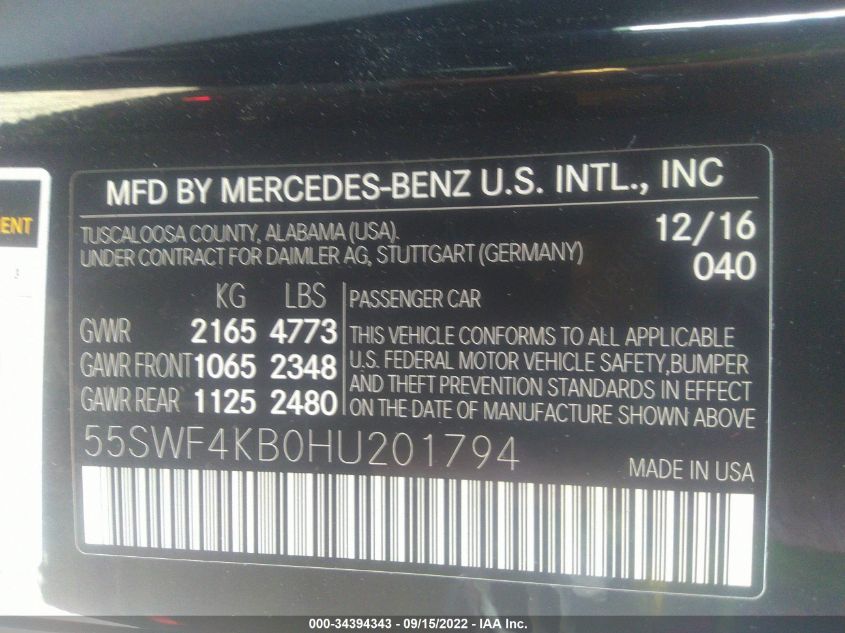 MFD BY MERCEDES-BENZ U.S. INTL., INC
TUSCALOOSA COUNTY, ALABAMA (USA) 12/16
UNDER CONTRACT FOR DAIMLER AG, STUTTGART (GERMANY) 040
KG LBS
GVWR 2165 4773
GAWR FRONT 1065 2348
GAWR REAR 1125 2480
PASSENGER CAR
THIS VEHICLE CONFORMS TO ALL APPLICABLE
U.S. FEDERAL MOTOR VEHICLE SAFETY,BUMPER
AND THEFT PREVENTION STANDARDS IN EFFECT
ON THE DATE OF MANUFACTURE SHOWN ABOVE
55SWF4KB0HU201794
MADE IN USA
000-34394343 - 09/15/2022 - IAA Inc.